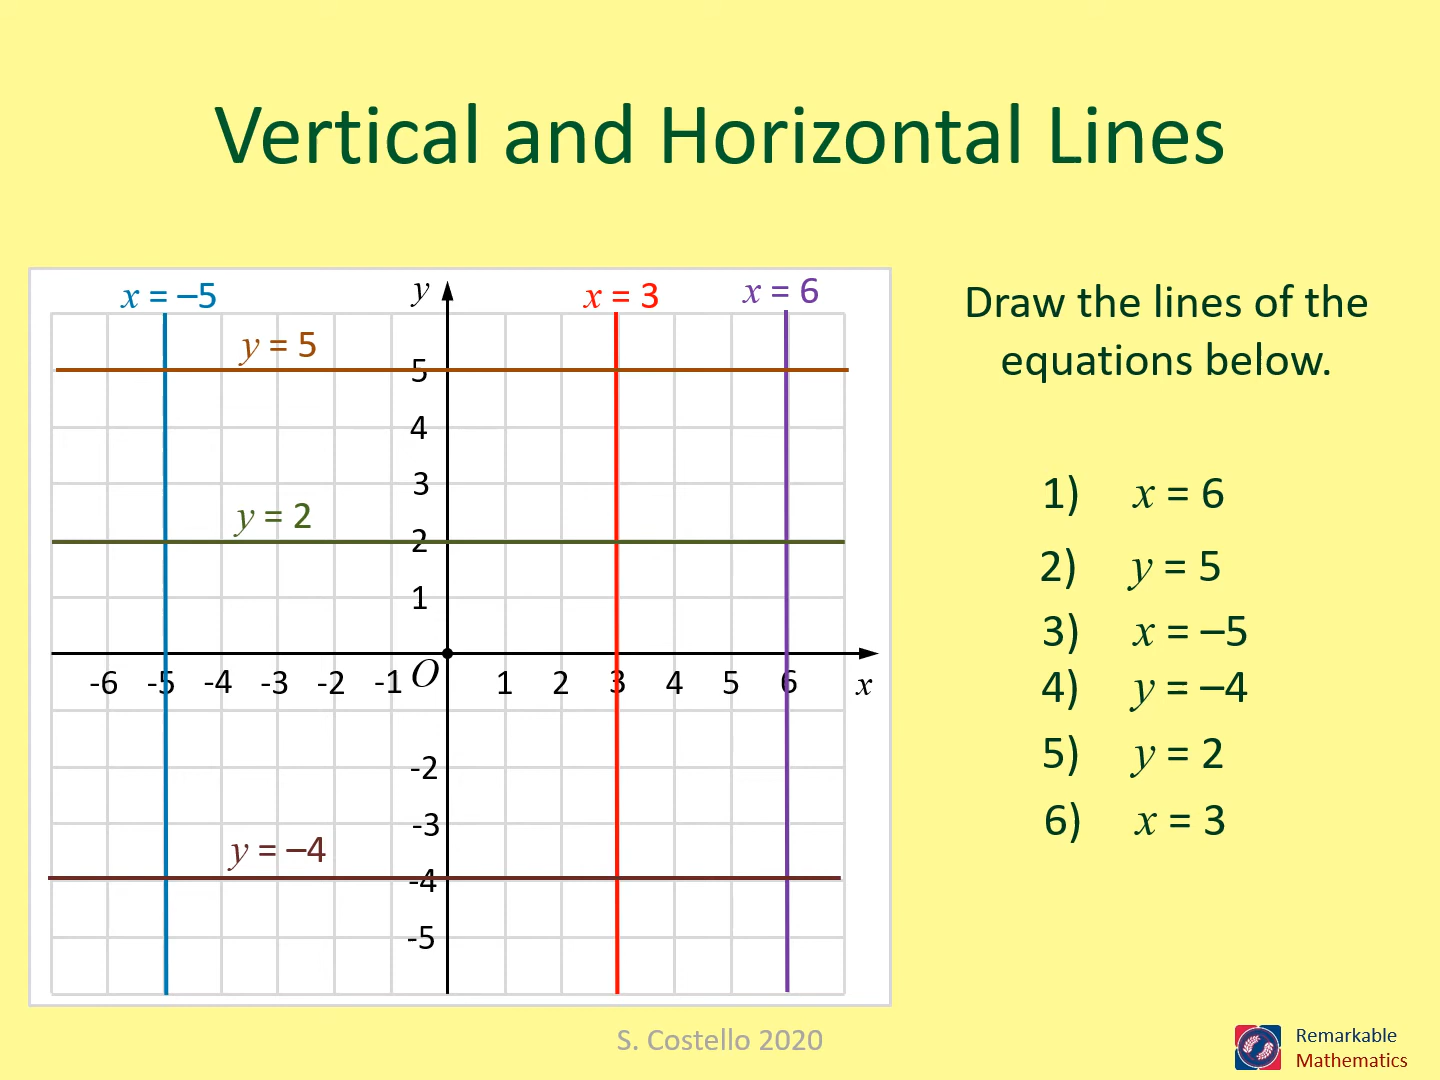 Vertical and Horizontal Lines
x = –5
y
x = 3
x = 6
y = 5
5
4
3
y = 2
2
1
-6 -5 -4 -3 -2 -1 O 1 2 3 4 5 6 x
-2
-3
y = –4
-4
-5
Draw the lines of the
equations below.
1) x = 6
2) y = 5
3) x = –5
4) y = –4
5) y = 2
6) x = 3
S. Costello 2020
Remarkable
Mathematics